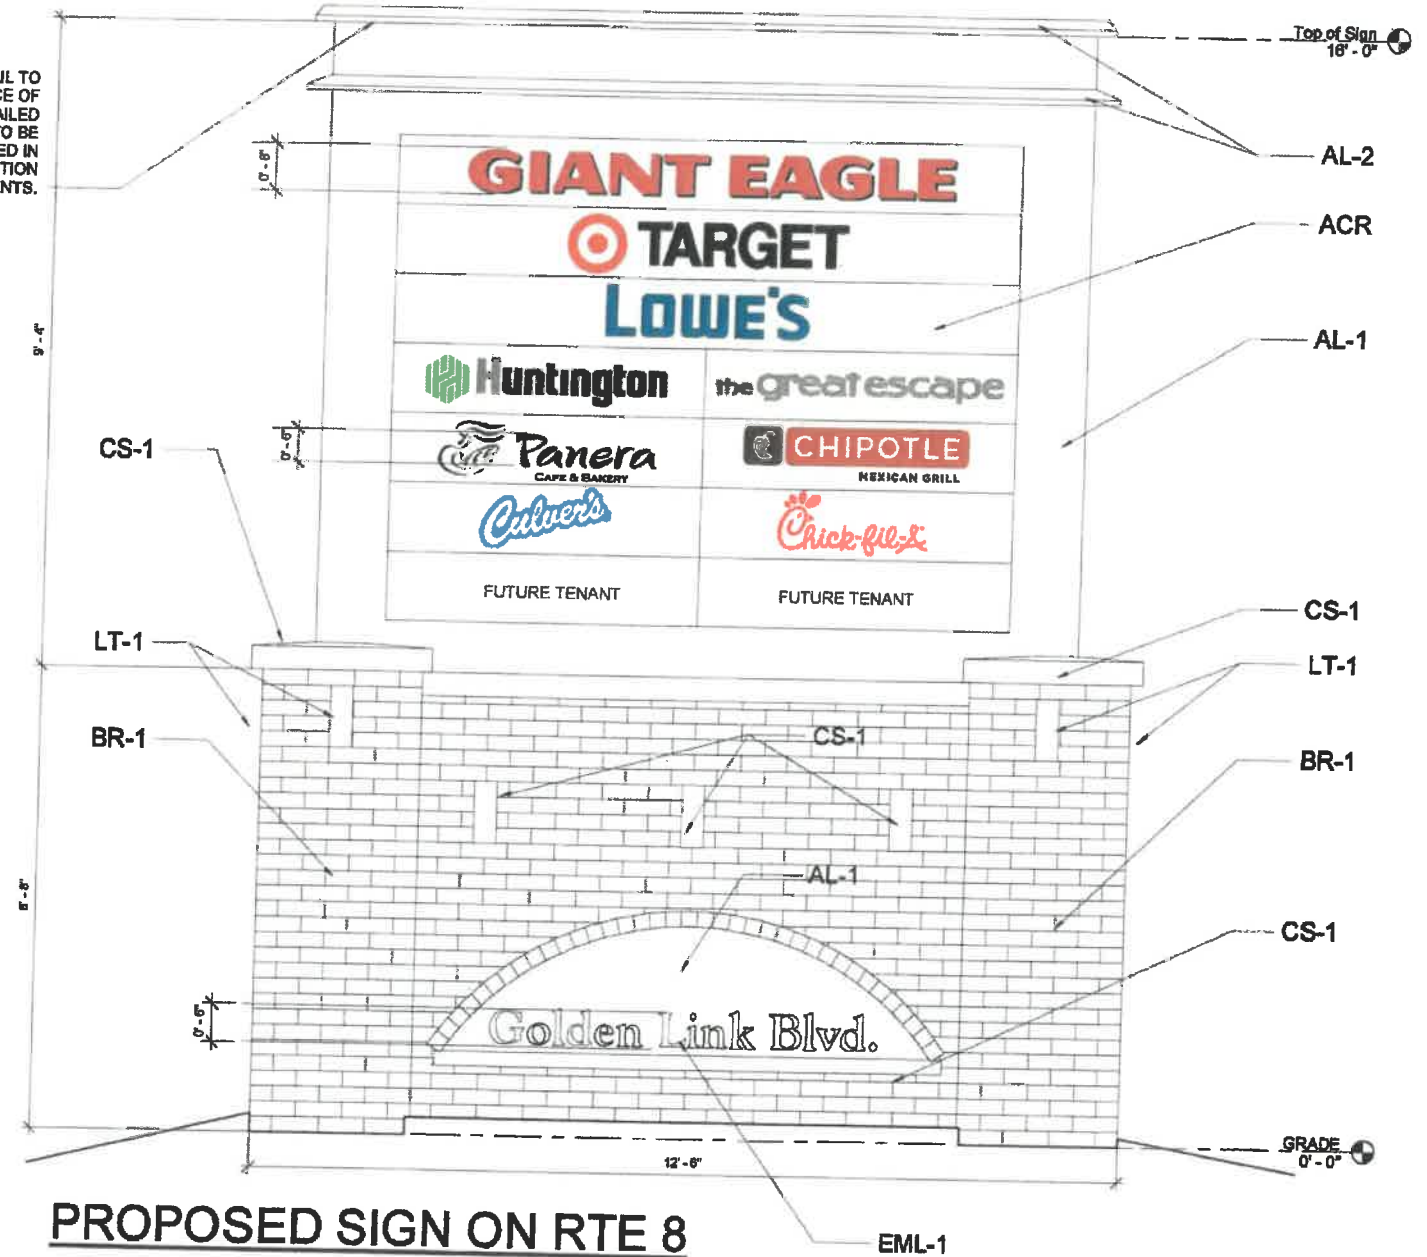 IL TO
CE OF
AILED
TO BE
ED IN
TION
NTS.
Top of Sign
16' - 0"
AL-2
0' - 8"
GIANT EAGLE
ACR
TARGET
LOWE'S
AL-1
9' - 4"
Huntington
the great escape
CS-1
0' - 6"
Panera
CAFE & BAKERY
CHIPOTLE
MEXICAN GRILL
Culver's
Chick-fil-A
FUTURE TENANT
FUTURE TENANT
CS-1
LT-1
LT-1
BR-1
CS-1
BR-1
6' - 8"
AL-1
CS-1
0' - 6"
Golden Link Blvd.
GRADE
0' - 0"
12' - 6"
PROPOSED SIGN ON RTE 8
EML-1